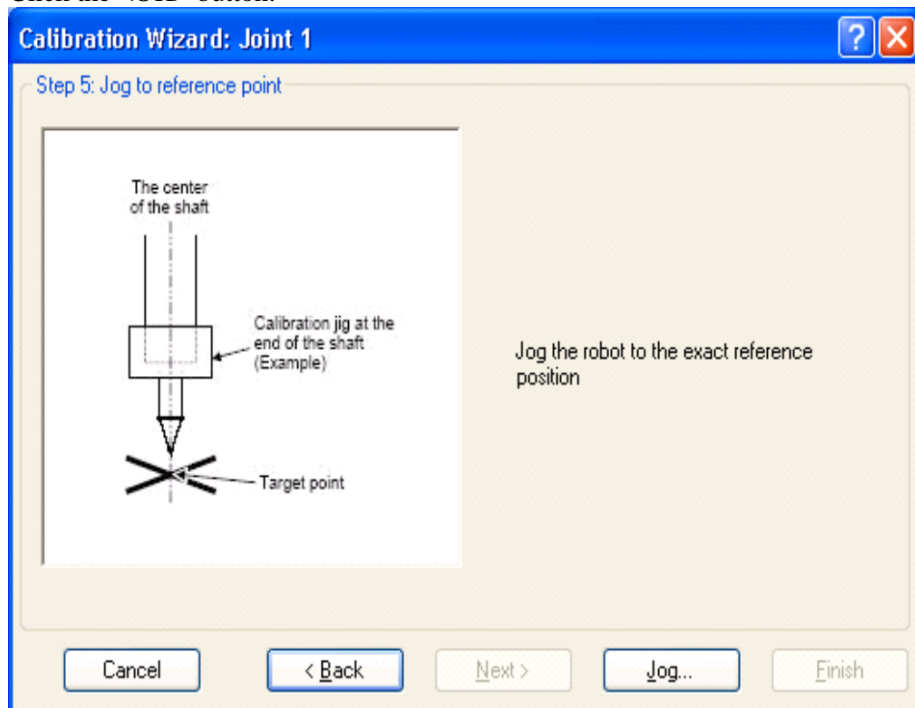 Calibration Wizard: Joint 1
Step 5: Jog to reference point
The center
of the shaft
Calibration jig at the
end of the shaft
(Example)
Jog the robot to the exact reference
position
Target point
Cancel
< Back
Next >
Jog...
Finish